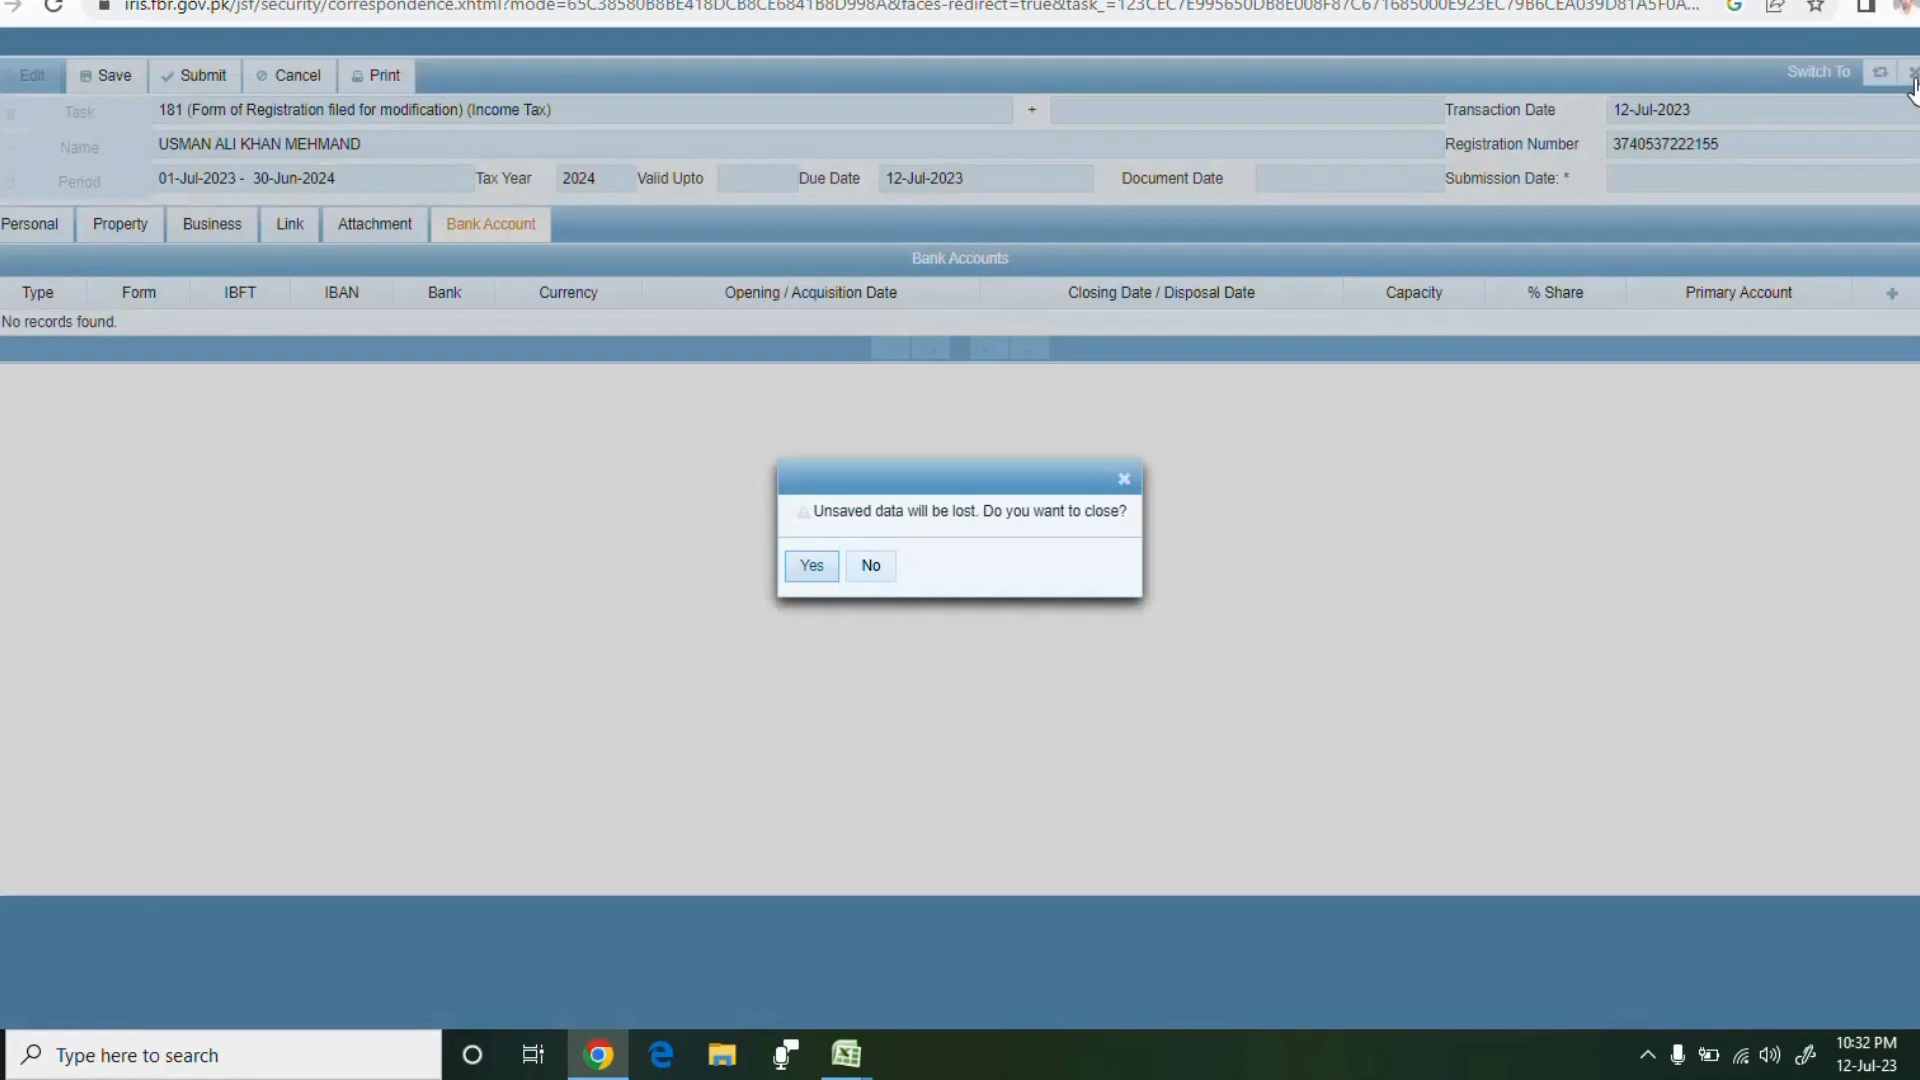 iris.fbr.gov.pk/jsf/security/correspondence.xhtml?mode=65C38580B8BE418DCB8CE6841B8D998A&faces-redirect=true&task_=123CEC7E995650DB8E008F87C671685000E923EC79B6CEA039D81A5F0A...
Edit Save Submit Cancel Print Switch To
Task 181 (Form of Registration filed for modification) (Income Tax) + Transaction Date 12-Jul-2023
Name USMAN ALI KHAN MEHMAND Registration Number 3740537222155
Period 01-Jul-2023 - 30-Jun-2024 Tax Year 2024 Valid Upto Due Date 12-Jul-2023 Document Date Submission Date: *
Personal Property Business Link Attachment Bank Account
Bank Accounts
Type Form IBFT IBAN Bank Currency Opening / Acquisition Date Closing Date / Disposal Date Capacity % Share Primary Account +
No records found.
Unsaved data will be lost. Do you want to close?
Yes No
Type here to search
10:32 PM
12-Jul-23